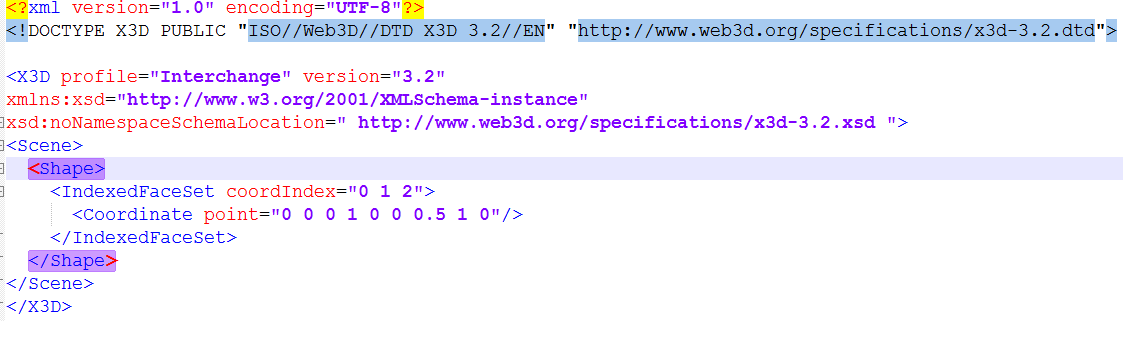 <?xml version="1.0" encoding="UTF-8"?>
<!DOCTYPE X3D PUBLIC "ISO//Web3D//DTD X3D 3.2//EN" "http://www.web3d.org/specifications/x3d-3.2.dtd">
<X3D profile="Interchange" version="3.2"
xmlns:xsd="http://www.w3.org/2001/XMLSchema-instance"
xsd:noNamespaceSchemaLocation=" http://www.web3d.org/specifications/x3d-3.2.xsd ">
<Scene>
<Shape>
<IndexedFaceSet coordIndex="0 1 2">
<Coordinate point="0 0 0 1 0 0 0.5 1 0"/>
</IndexedFaceSet>
</Shape>
</Scene>
</X3D>